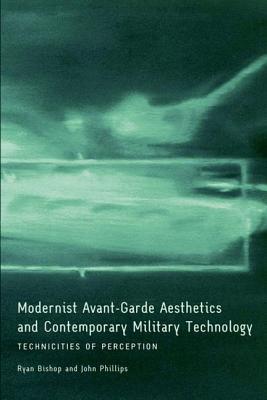 Modernist Avant-Garde Aesthetics
and Contemporary Military Technology
TECHNICITIES OF PERCEPTION
Ryan Bishop and John Phillips